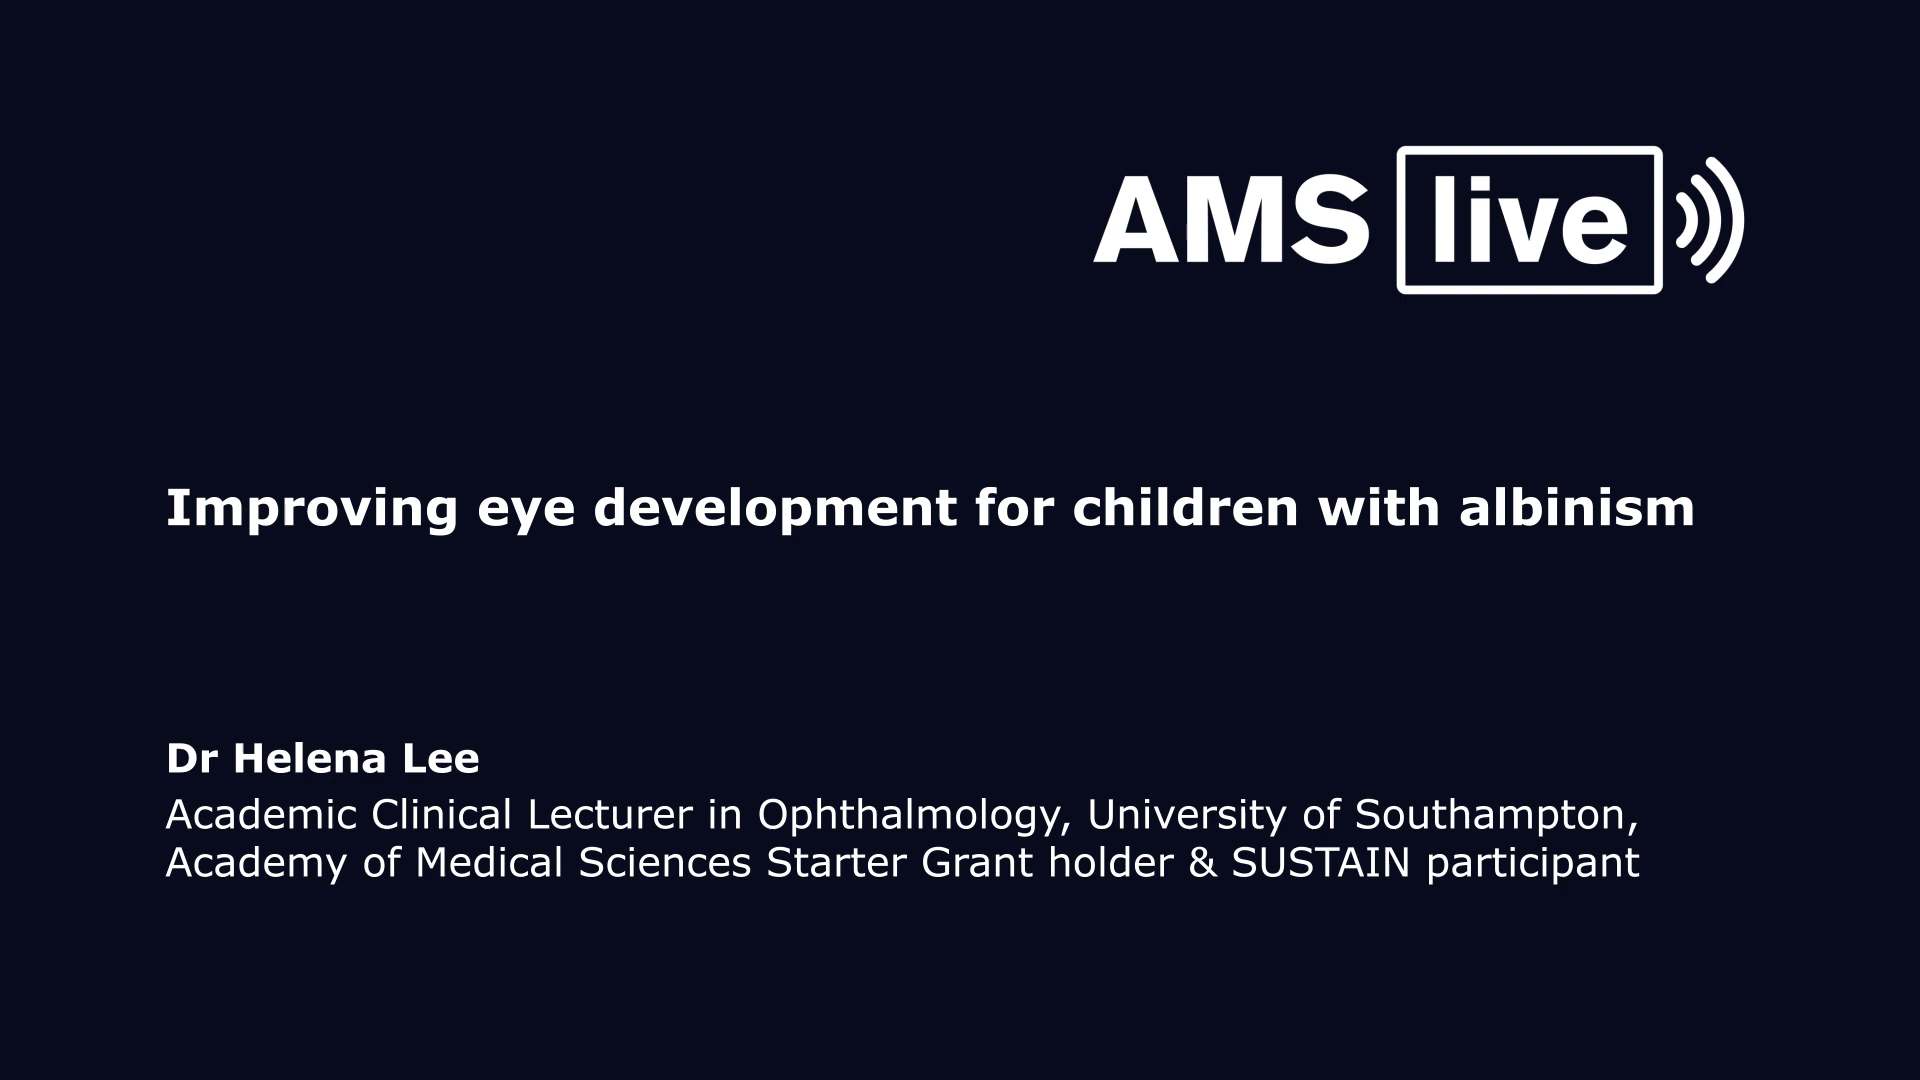 AMS live
Improving eye development for children with albinism
Dr Helena Lee
Academic Clinical Lecturer in Ophthalmology, University of Southampton,
Academy of Medical Sciences Starter Grant holder & SUSTAIN participant